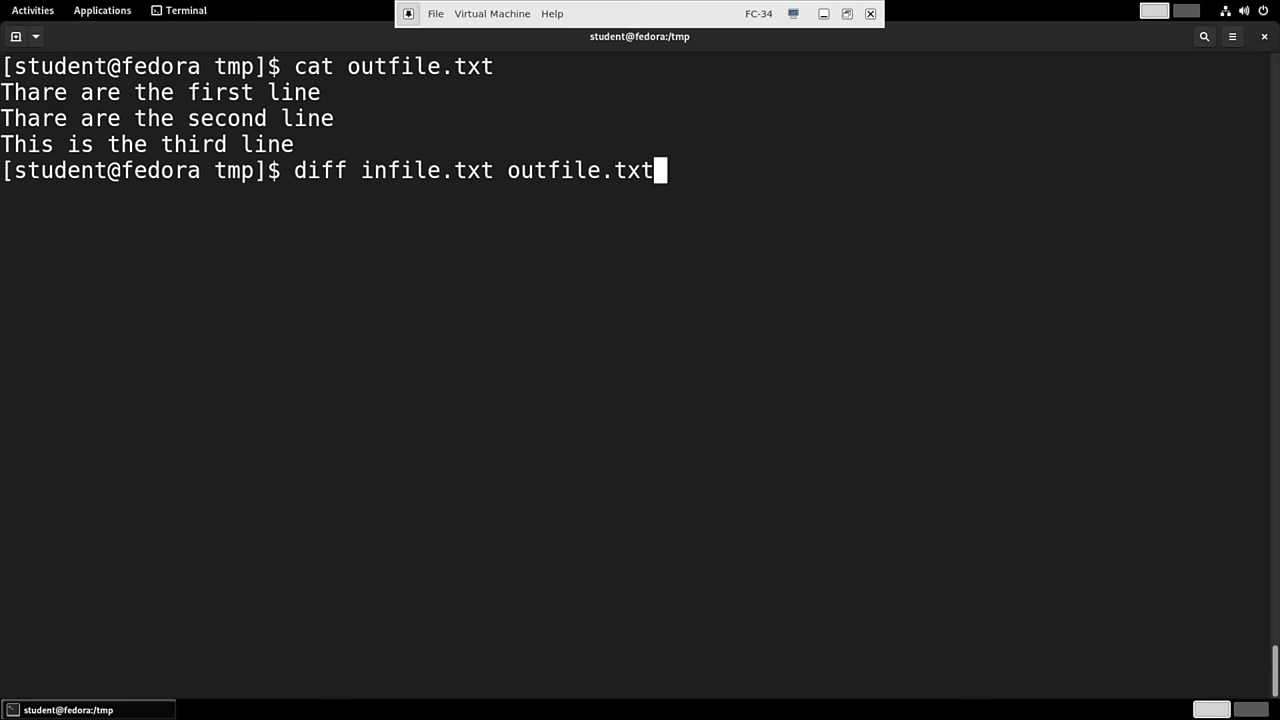 Activities Applications Terminal File Virtual Machine Help FC-34
student@fedora:/tmp
[student@fedora tmp]$ cat outfile.txt
Thare are the first line
Thare are the second line
This is the third line
[student@fedora tmp]$ diff infile.txt outfile.txt
student@fedora:/tmp